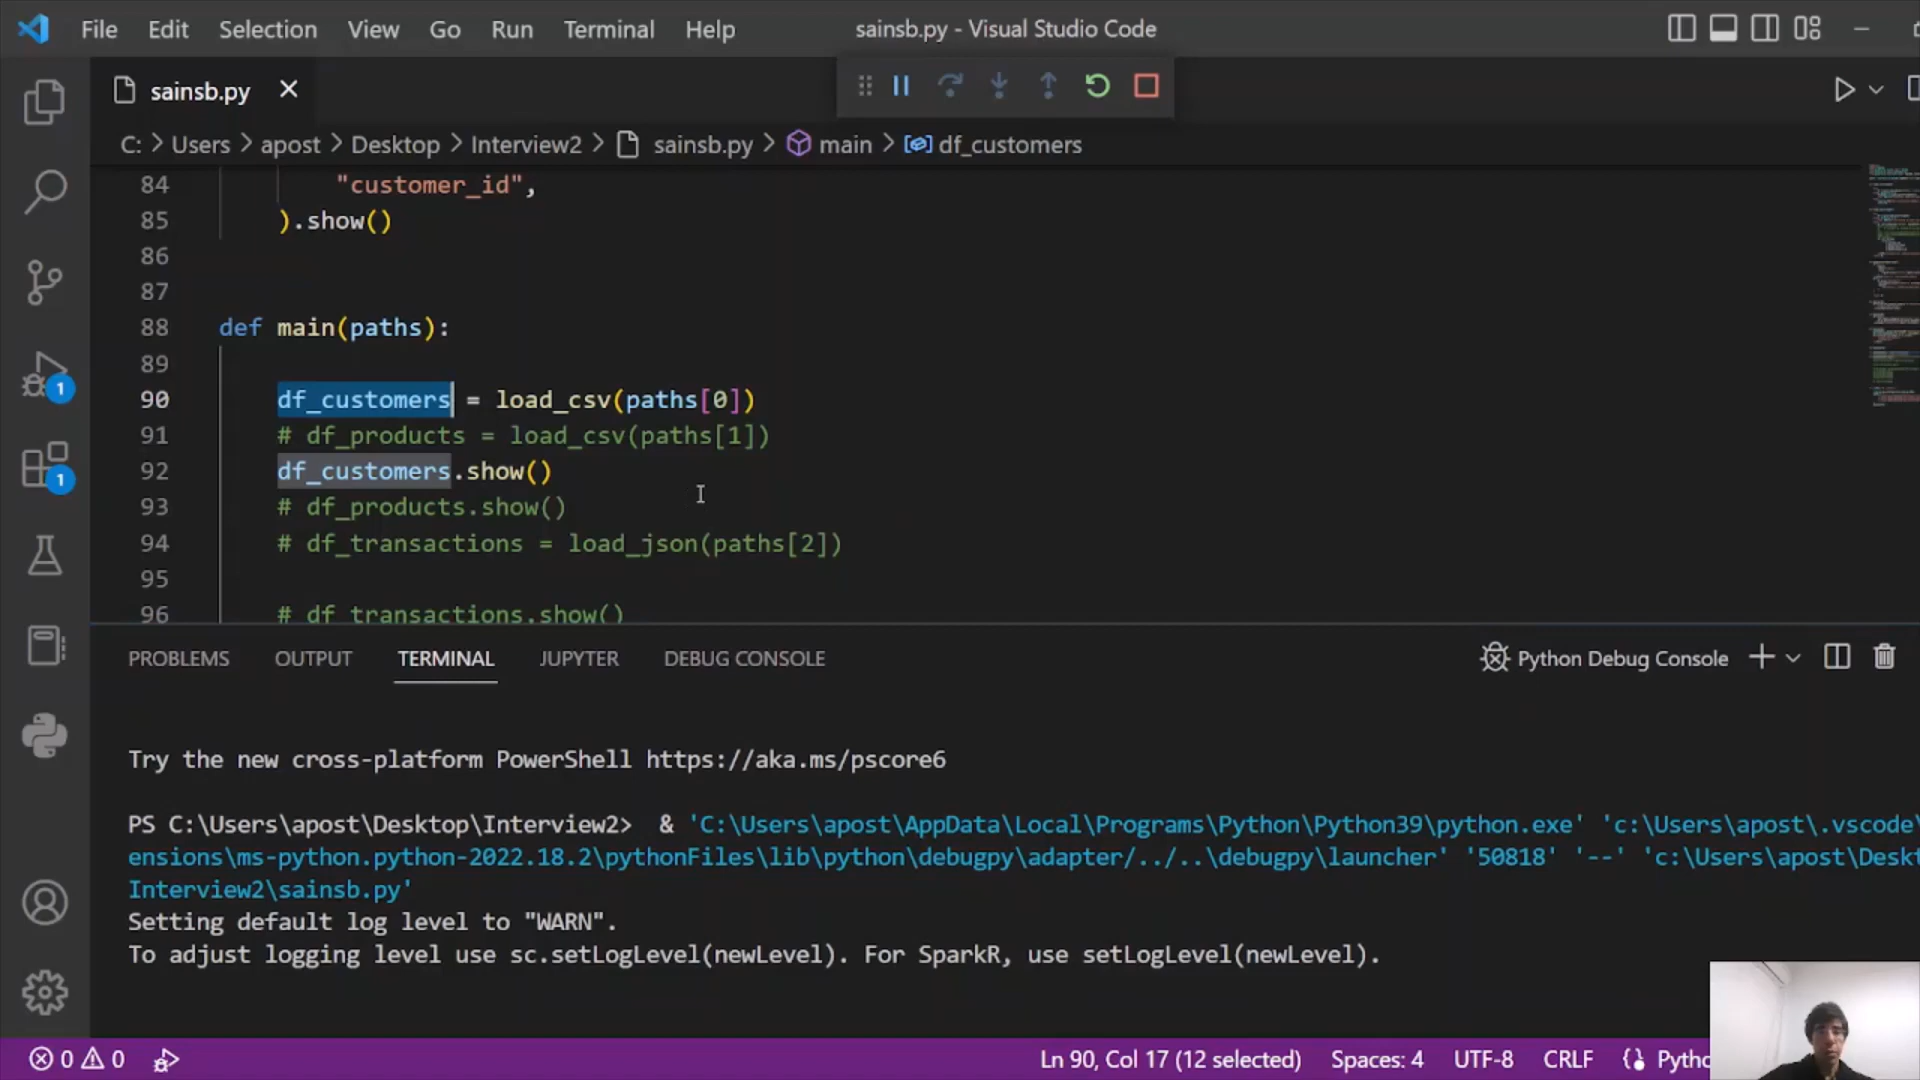 File Edit Selection View Go Run Terminal Help
sainsb.py - Visual Studio Code
sainsb.py
C: > Users > apost > Desktop > Interview2 > sainsb.py > main > df_customers
84 "customer_id",
85 ).show()
86
87
88 def main(paths):
89
90 df_customers = load_csv(paths[0])
91 # df_products = load_csv(paths[1])
92 df_customers.show()
93 # df_products.show()
94 # df_transactions = load_json(paths[2])
95
96 # df_transactions.show()
1
1
PROBLEMS OUTPUT TERMINAL JUPYTER DEBUG CONSOLE
Python Debug Console
Try the new cross-platform PowerShell https://aka.ms/pscore6
PS C:\Users\apost\Desktop\Interview2> & 'C:\Users\apost\AppData\Local\Programs\Python\Python39\python.exe' 'c:\Users\apost\.vscode\
ensions\ms-python.python-2022.18.2\pythonFiles\lib\python\debugpy\adapter/../..\debugpy\launcher' '50818' '--' 'c:\Users\apost\Deskt
Interview2\sainsb.py'
Setting default log level to "WARN".
To adjust logging level use sc.setLogLevel(newLevel). For SparkR, use setLogLevel(newLevel).
0 0
Ln 90, Col 17 (12 selected) Spaces: 4 UTF-8 CRLF Pytho